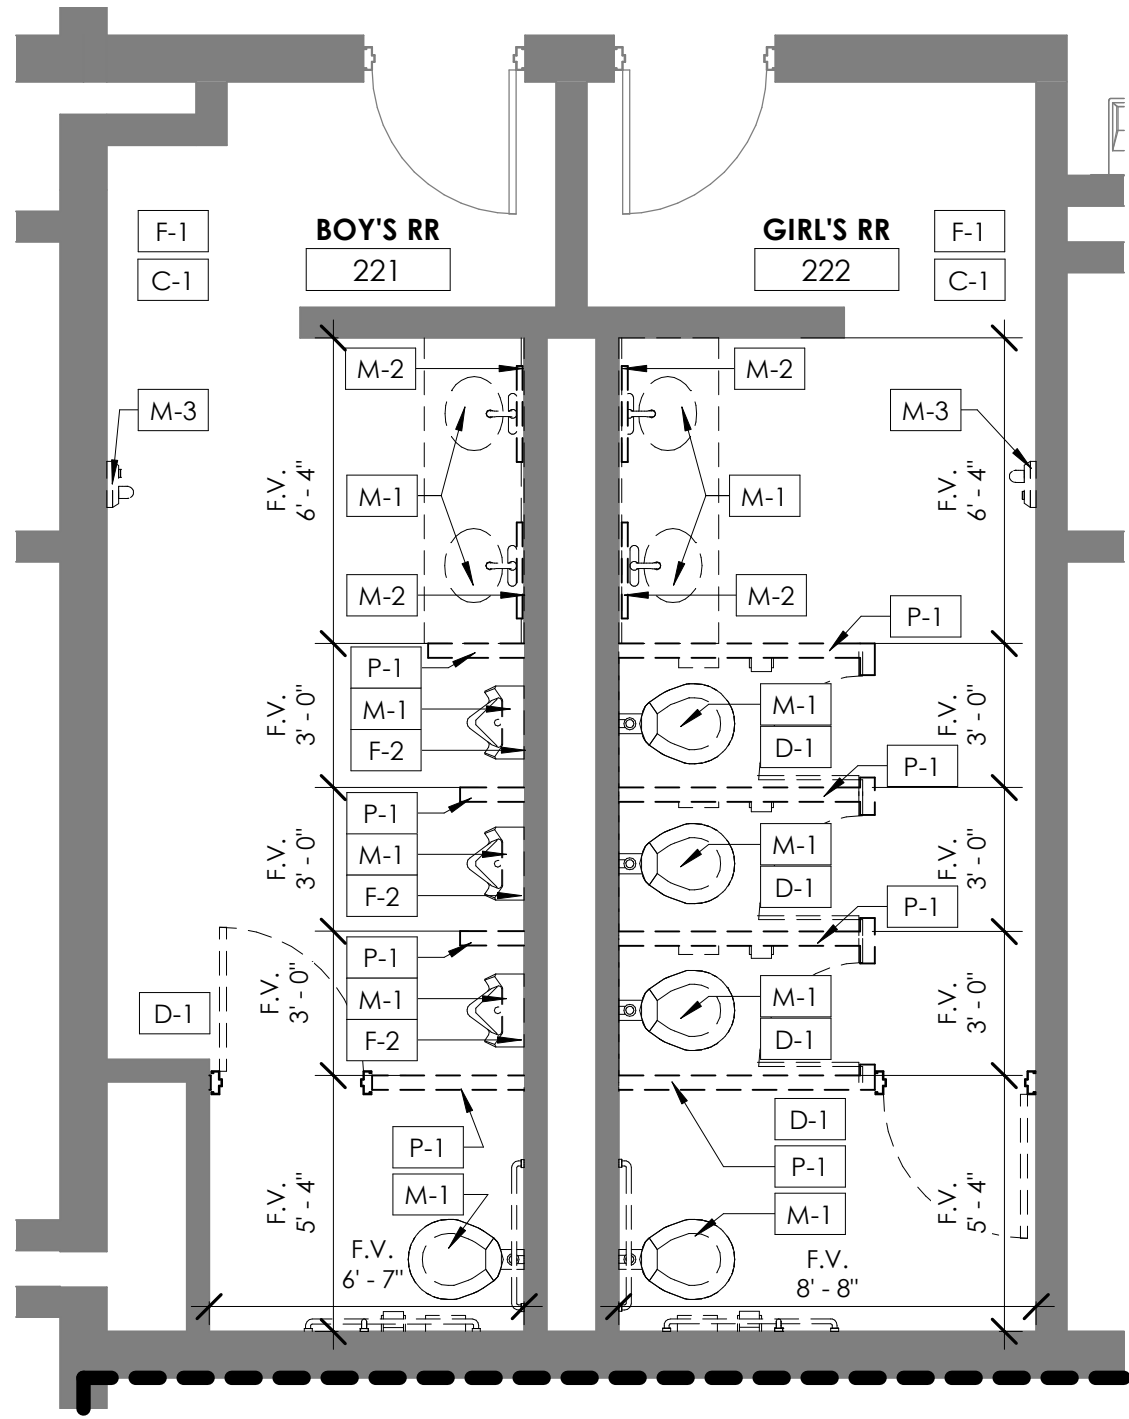 F-1
BOY'S RR
GIRL'S RR
F-1
C-1
221
222
C-1
M-2
M-2
M-3
M-3
F.V.
6' - 4"
M-1
M-1
F.V.
6' - 4"
M-2
M-2
P-1
P-1
F.V.
3' - 0"
M-1
M-1
F.V.
3' - 0"
F-2
D-1
P-1
P-1
F.V.
3' - 0"
M-1
M-1
F.V.
3' - 0"
F-2
D-1
P-1
P-1
F.V.
3' - 0"
M-1
M-1
F.V.
3' - 0"
D-1
F-2
D-1
D-1
P-1
P-1
F.V.
5' - 4"
M-1
M-1
F.V.
5' - 4"
F.V.
6' - 7"
F.V.
8' - 8"